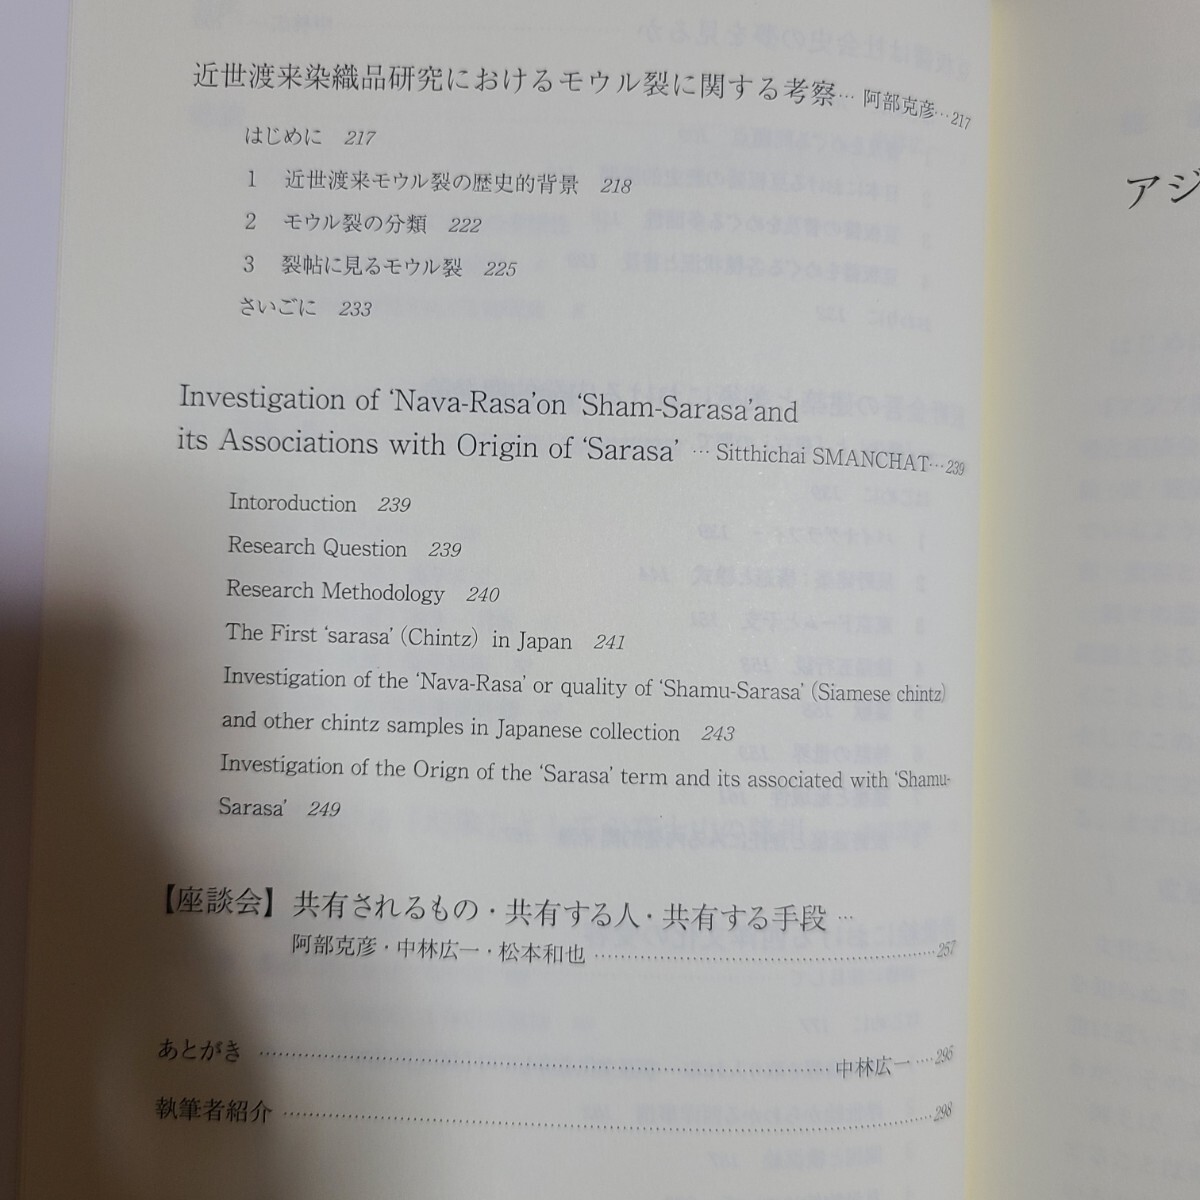 近世渡来染織品研究におけるモウル裂に関する考察… 阿部克彦…217
はじめに 217
1 近世渡来モウル裂の歴史的背景 218
2 モウル裂の分類 222
3 裂帖に見るモウル裂 225
さいごに 233
Investigation of ‘Nava-Rasa’on ‘Sham-Sarasa’and
its Associations with Origin of ‘Sarasa’ … Sitthichai SMANCHAT…239
Intoroduction 239
Research Question 239
Research Methodology 240
The First ‘sarasa’ (Chintz) in Japan 241
Investigation of the ‘Nava-Rasa’ or quality of ‘Shamu-Sarasa’ (Siamese chintz)
and other chintz samples in Japanese collection 243
Investigation of the Orign of the ‘Sarasa’ term and its associated with ‘Shamu-
Sarasa’ 249
【座談会】 共有されるもの・共有する人・共有する手段 …
阿部克彦・中林広一・松本和也 ……………………………………257
あとがき ……………………………………………………… 中林広一 ……295
執筆者紹介 ………………………………………………………………298
アジ